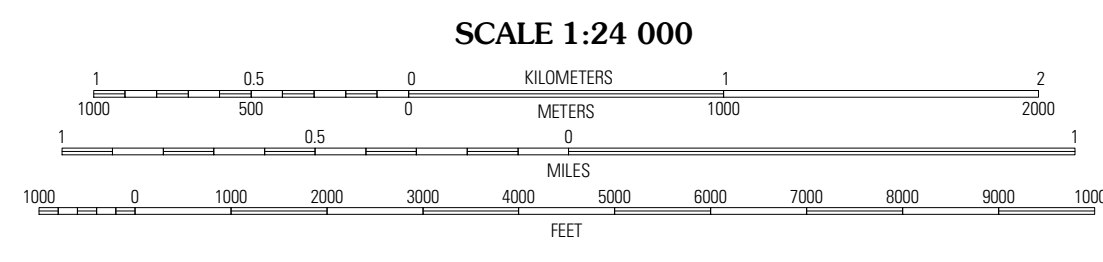 SCALE 1:24 000
1 0.5 0 KILOMETERS 1 2
1000 500 0 METERS 1000 2000
1 0.5 0 1
MILES
1000 0 1000 2000 3000 4000 5000 6000 7000 8000 9000 1000
FEET